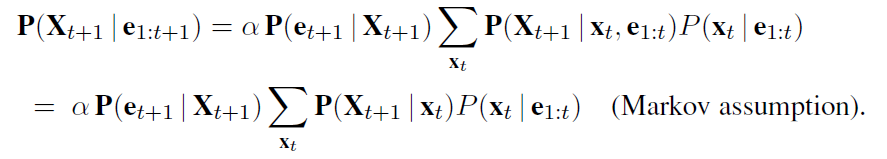 P(X_{t+1} | e_{1:t+1}) = α P(e_{t+1} | X_{t+1}) ∑_{x_t} P(X_{t+1} | x_t, e_{1:t}) P(x_t | e_{1:t})
= α P(e_{t+1} | X_{t+1}) ∑_{x_t} P(X_{t+1} | x_t) P(x_t | e_{1:t}) (Markov assumption).